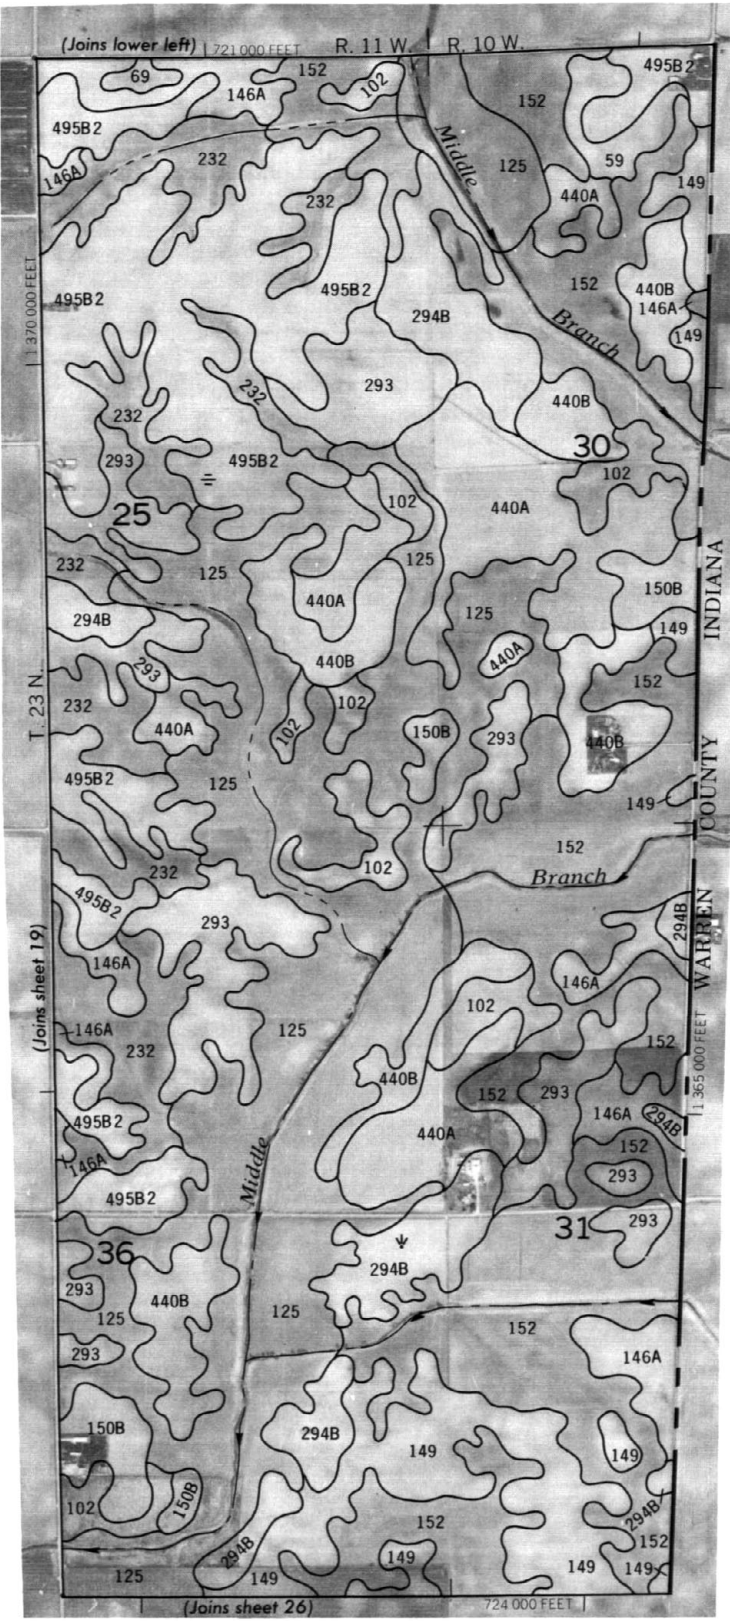 (Joins lower left) 721 000 FEET R. 11 W. R. 10 W.
69
152
102
495B2
146A
152
495B2
Middle
232
59
146A
125
149
440A
232
1 370 000 FEET
495B2
495B2
152
440B
146A
294B
Branch
149
232
293
440B
232
293
495B2
30
102
25
102
440A
232
125
125
INDIANA
150B
294B
440A
125
149
440A
440B
293
T. 23 N.
232
152
102
102
440A
150B
293
440B
495B2
125
149
COUNTY
152
232
102
Branch
495B2
293
294B
WARREN
(Joins sheet 19)
146A
146A
146A
102
125
232
152
1 365 000 FEET
440B
152
293
146A
294B
495B2
440A
152
146A
Middle
293
495B2
36
31
293
294B
293
440B
125
125
152
293
146A
150B
294B
149
149
150B
102
294B
152
152
294B
149
149
149
125
149
(Joins sheet 26)
724 000 FEET